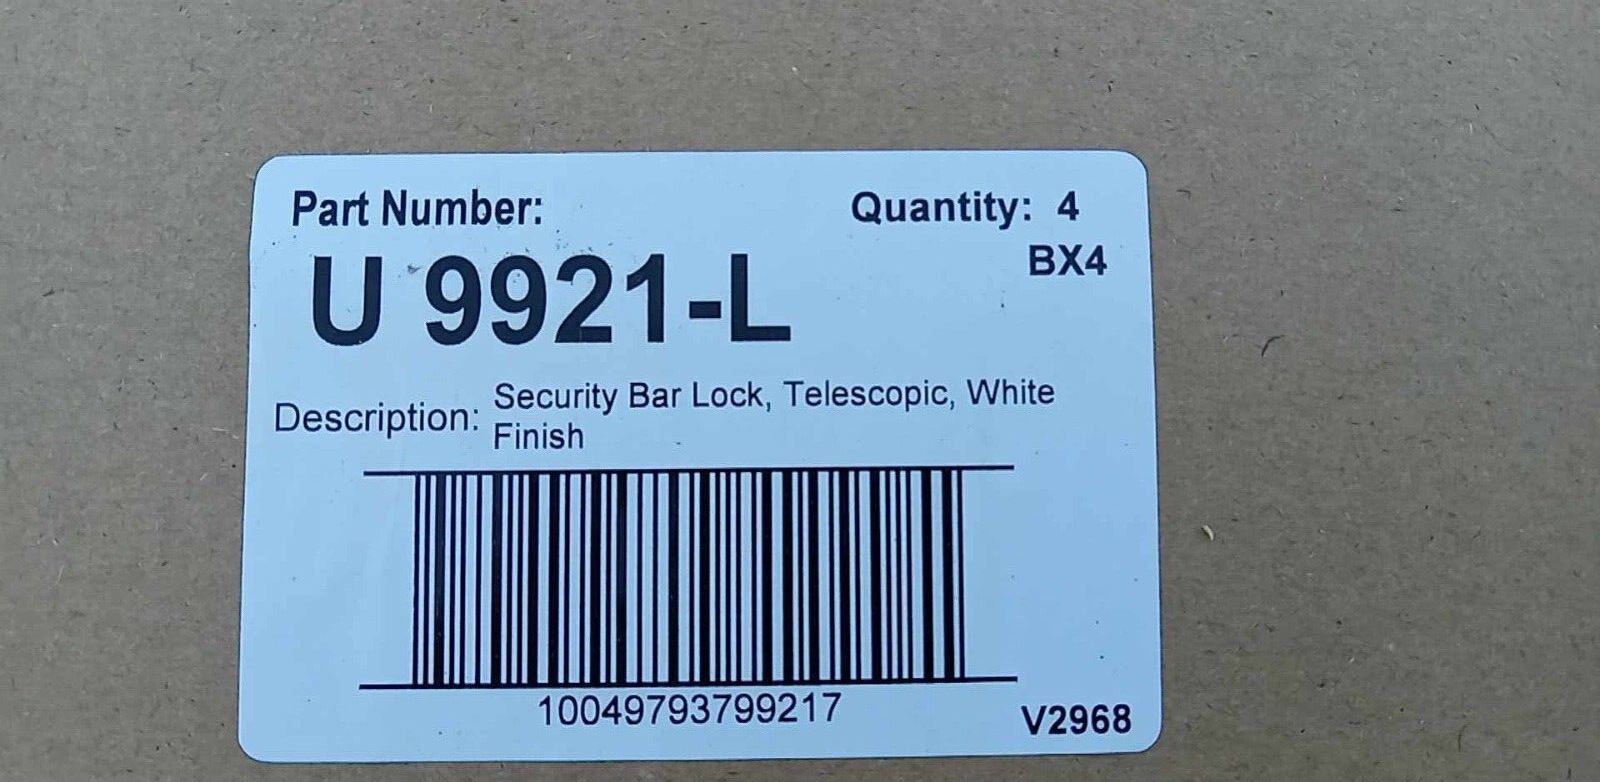 Part Number:
Quantity: 4
U 9921-L
BX4
Description: Security Bar Lock, Telescopic, White
Finish
10049793799217
V2968